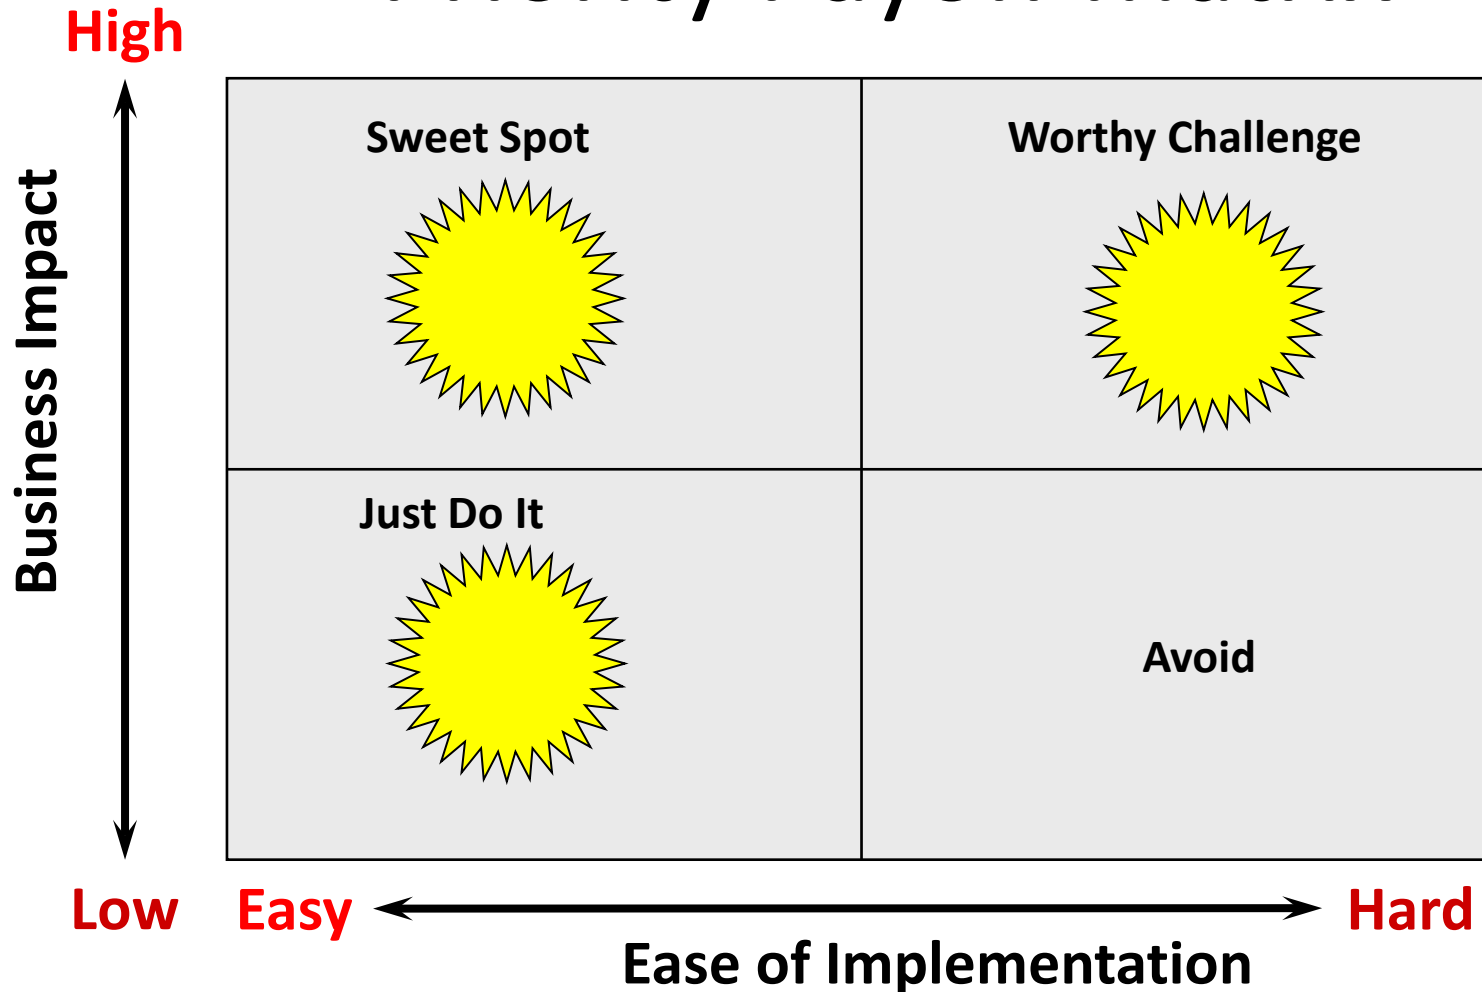 High
Sweet Spot
Worthy Challenge
Business Impact
Just Do It
Avoid
Low
Easy
Hard
Ease of Implementation